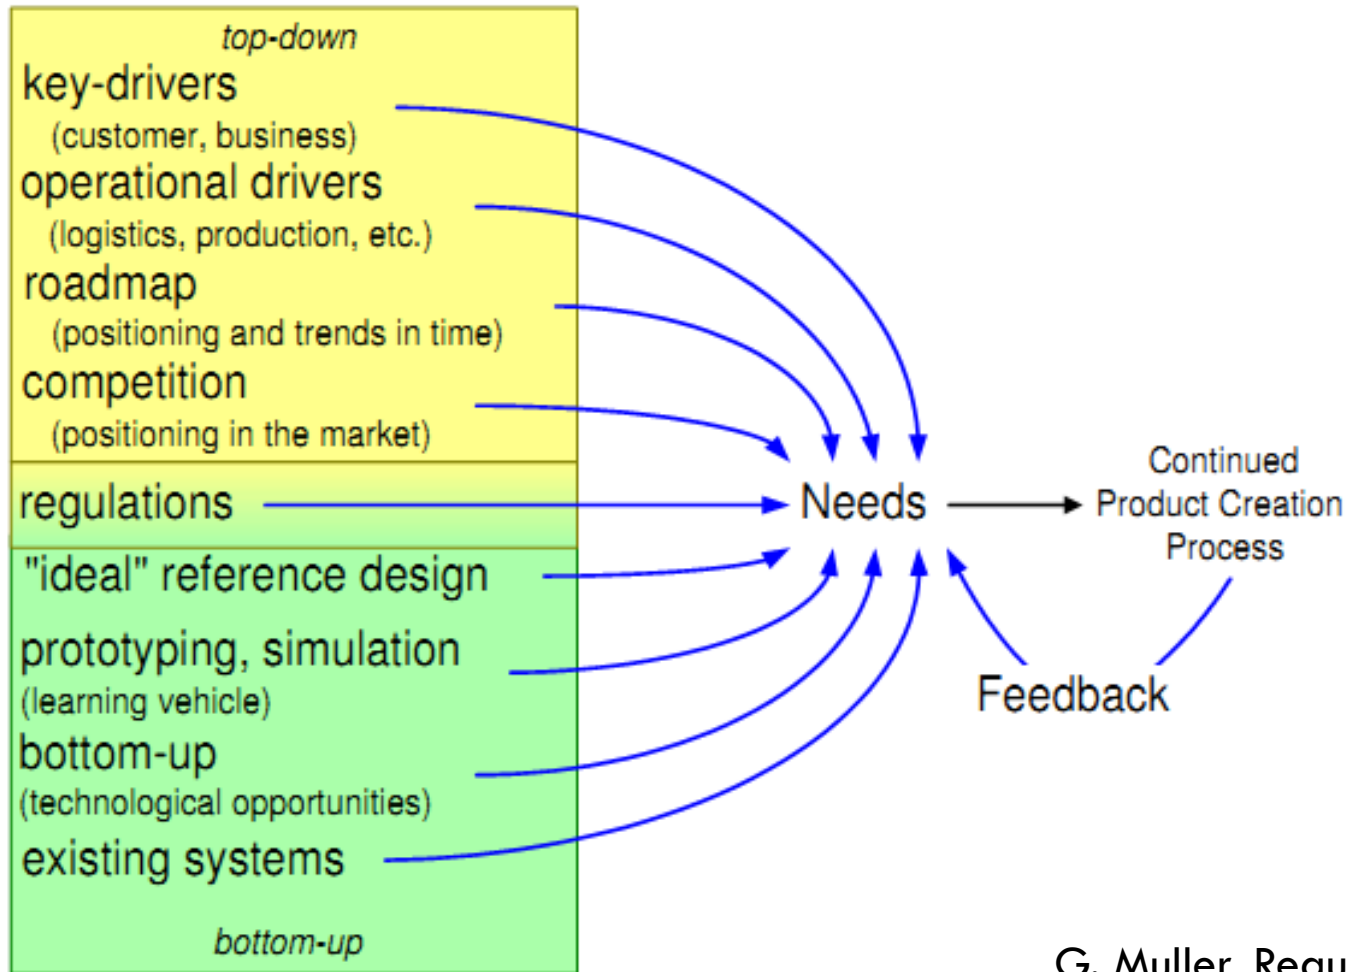 top-down
key-drivers
(customer, business)
operational drivers
(logistics, production, etc.)
roadmap
(positioning and trends in time)
competition
(positioning in the market)
regulations
"ideal" reference design
prototyping, simulation
(learning vehicle)
bottom-up
(technological opportunities)
existing systems
bottom-up
Needs
Continued
Product Creation
Process
Feedback
G. Muller